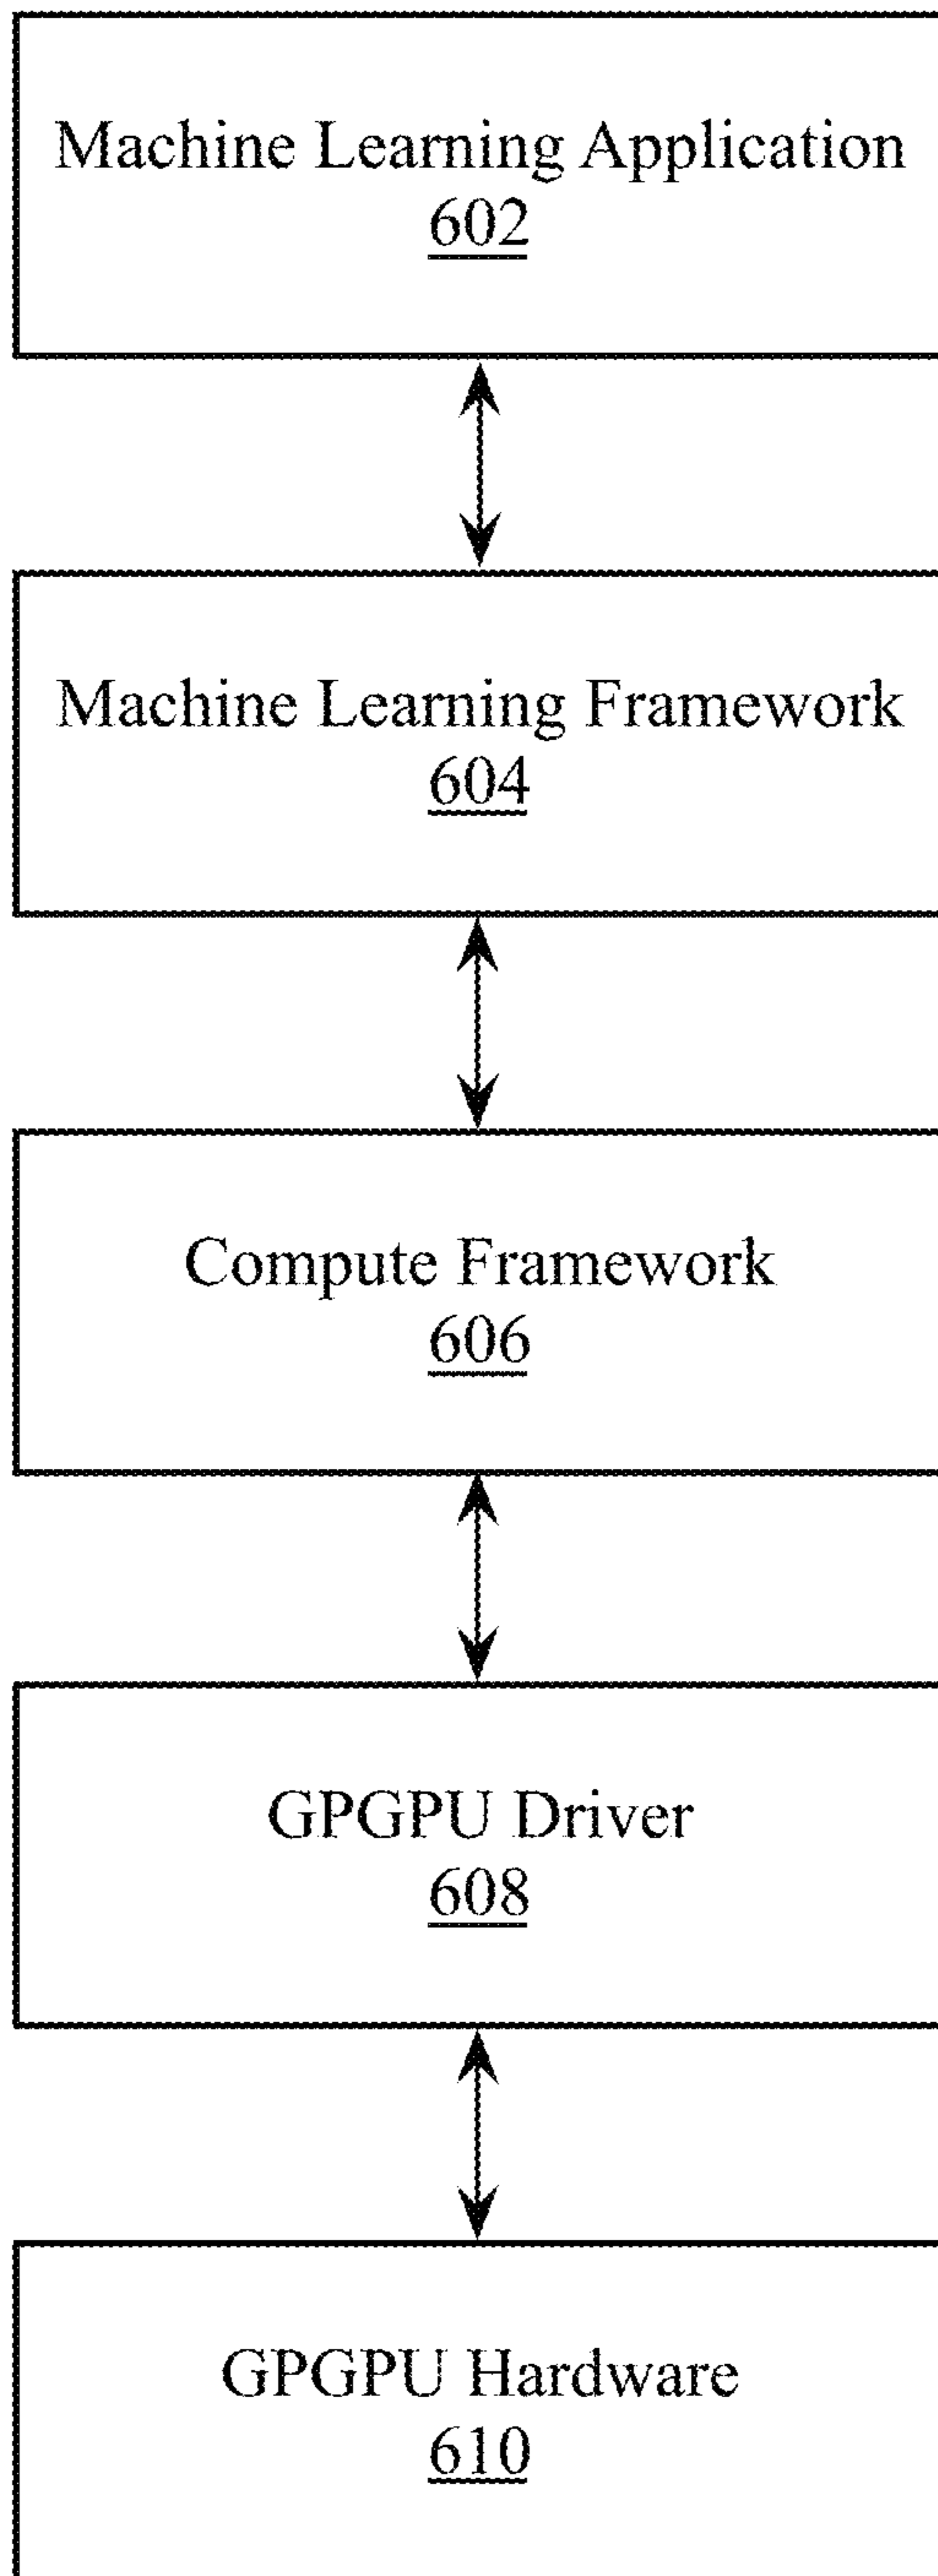 Machine Learning Application
602
Machine Learning Framework
604
Compute Framework
606
GPGPU Driver
608
GPGPU Hardware
610